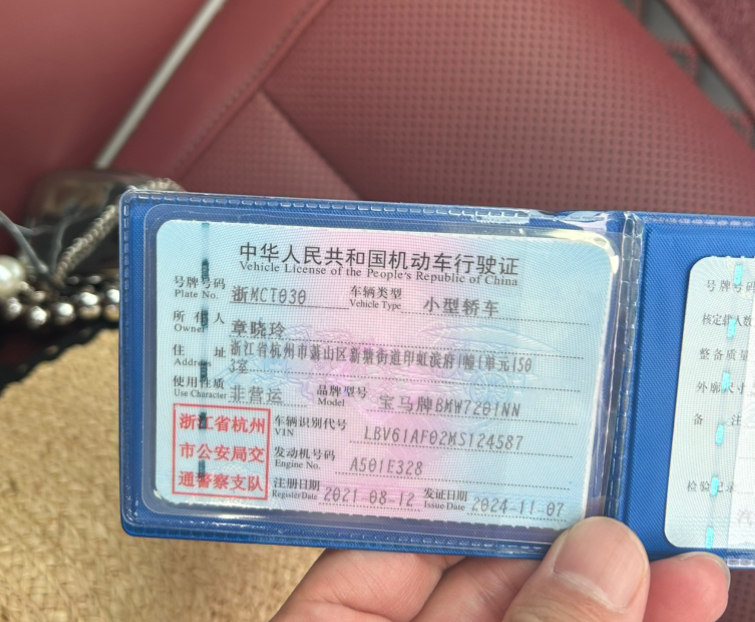 中华人民共和国机动车行驶证
Vehicle License of the People's Republic of China
号牌号码 浙MCT030 车辆类型 小型轿车
Plate No. Vehicle Type
所有人 章晓玲
Owner
住址 浙江省杭州市萧山区新塘街道印虹滨府1幢1单元150
Address 3室
使用性质 非营运 品牌型号 宝马牌BMW7201NN
Use Character Model
浙江省杭州
市公安局交
通警察支队
车辆识别代号 LBV61AF02MS124587
VIN
发动机号码 A501E328
Engine No.
注册日期 2021-08-12 发证日期 2024-11-07
Register Date Issue Date
号牌号码
核定载人数
整备质量
外廓尺寸
备注
检验记录